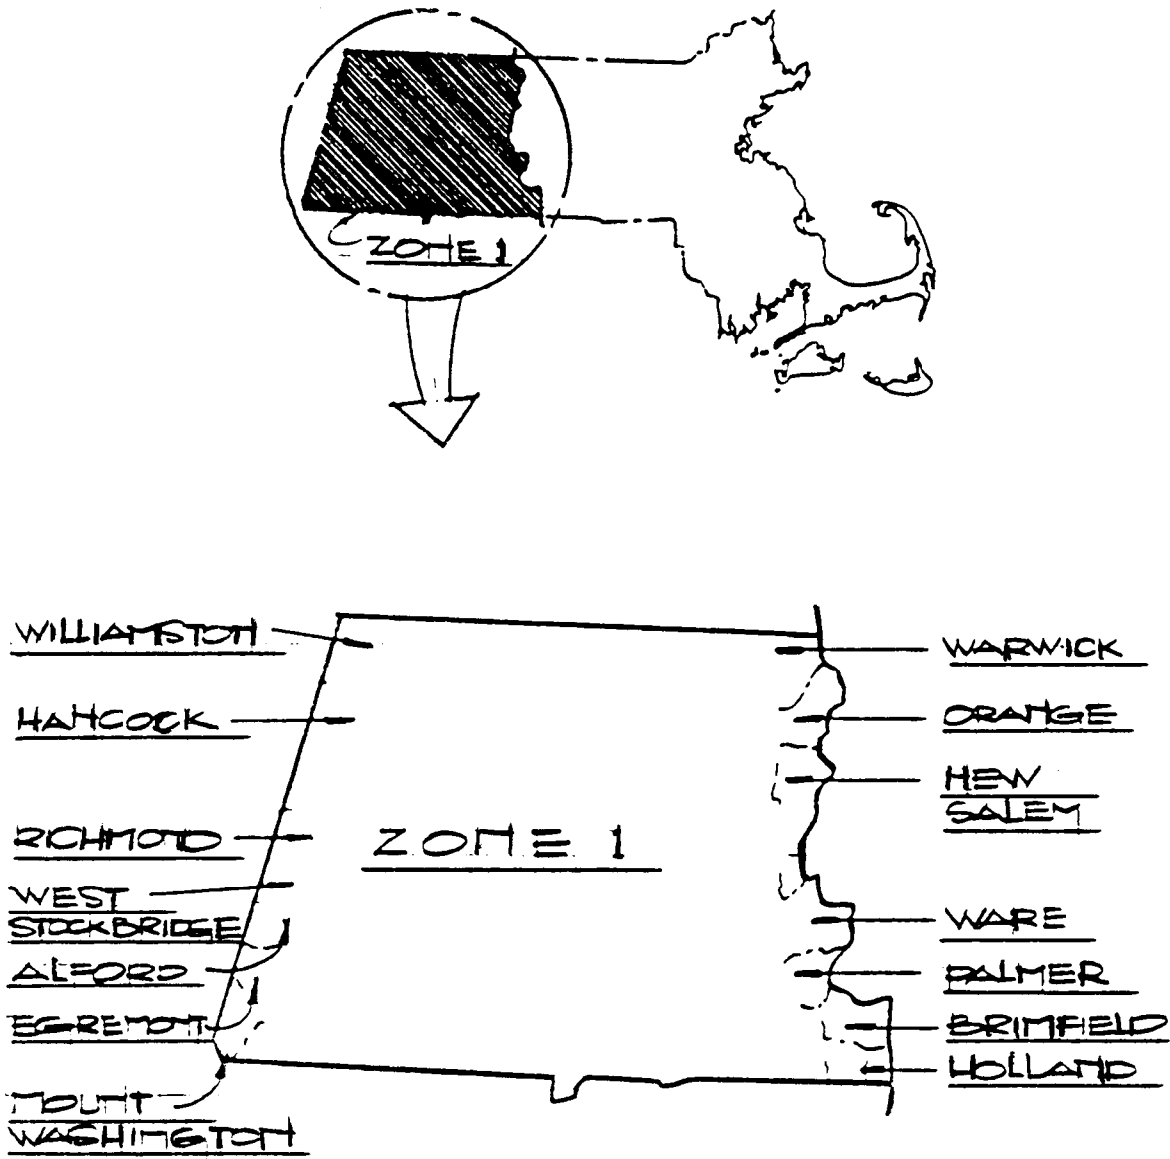 ZONE 1
WILLIAMSTON
HANCOCK
RICHMOND
WEST
STOCKBRIDGE
ALFORD
EGREMONT
MOUNT
WASHINGTON
ZONE 1
WARWICK
ORANGE
NEW
SALEM
WARE
PALMER
BRIMFIELD
HOLLAND